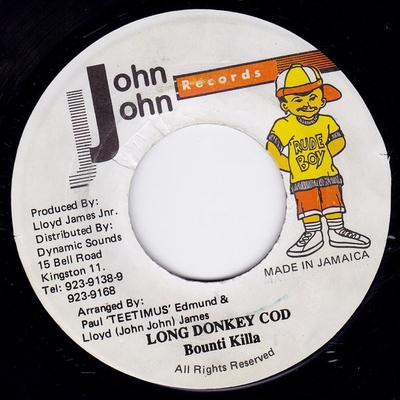 John
John
Records
RUDE
BOY
Produced By:
Lloyd James Jnr.
Distributed By:
Dynamic Sounds
15 Bell Road
Kingston 11.
Tel: 923-9138-9
923-9168
MADE IN JAMAICA
Arranged By:
Paul 'TEETIMUS' Edmund &
Lloyd (John John) James
LONG DONKEY COD
Bounti Killa
All Rights Reserved